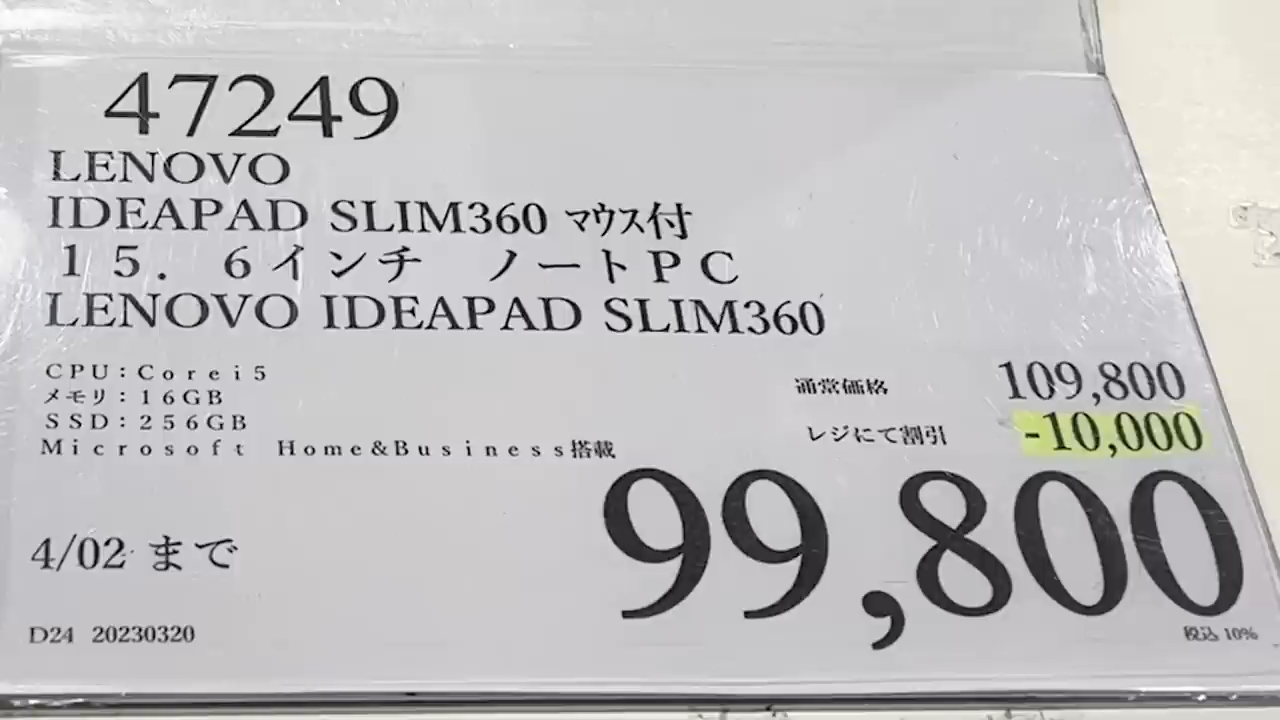 47249
LENOVO
IDEAPAD SLIM360 ﾏｳｽ付
１５．６インチ　ノートＰＣ
LENOVO IDEAPAD SLIM360
ＣＰＵ：Ｃｏｒｅｉ５
メモリ：１６ＧＢ
ＳＳＤ：２５６ＧＢ
Ｍｉｃｒｏｓｏｆｔ　Ｈｏｍｅ＆Ｂｕｓｉｎｅｓｓ搭載
通常価格 109,800
レジにて割引 -10,000
99,800
4/02 まで
税込 10%
D24 20230320